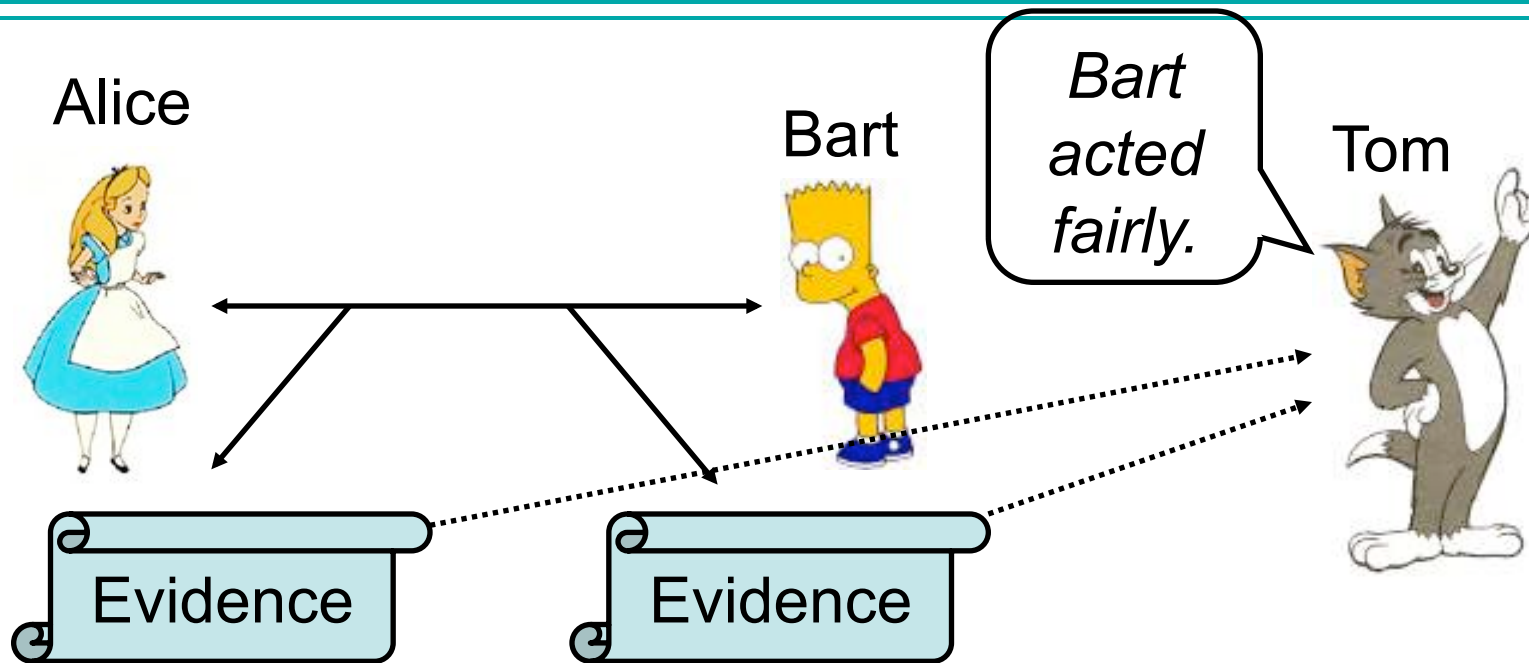 Alice
Bart
Bart
acted
fairly.
Tom
Evidence
Evidence